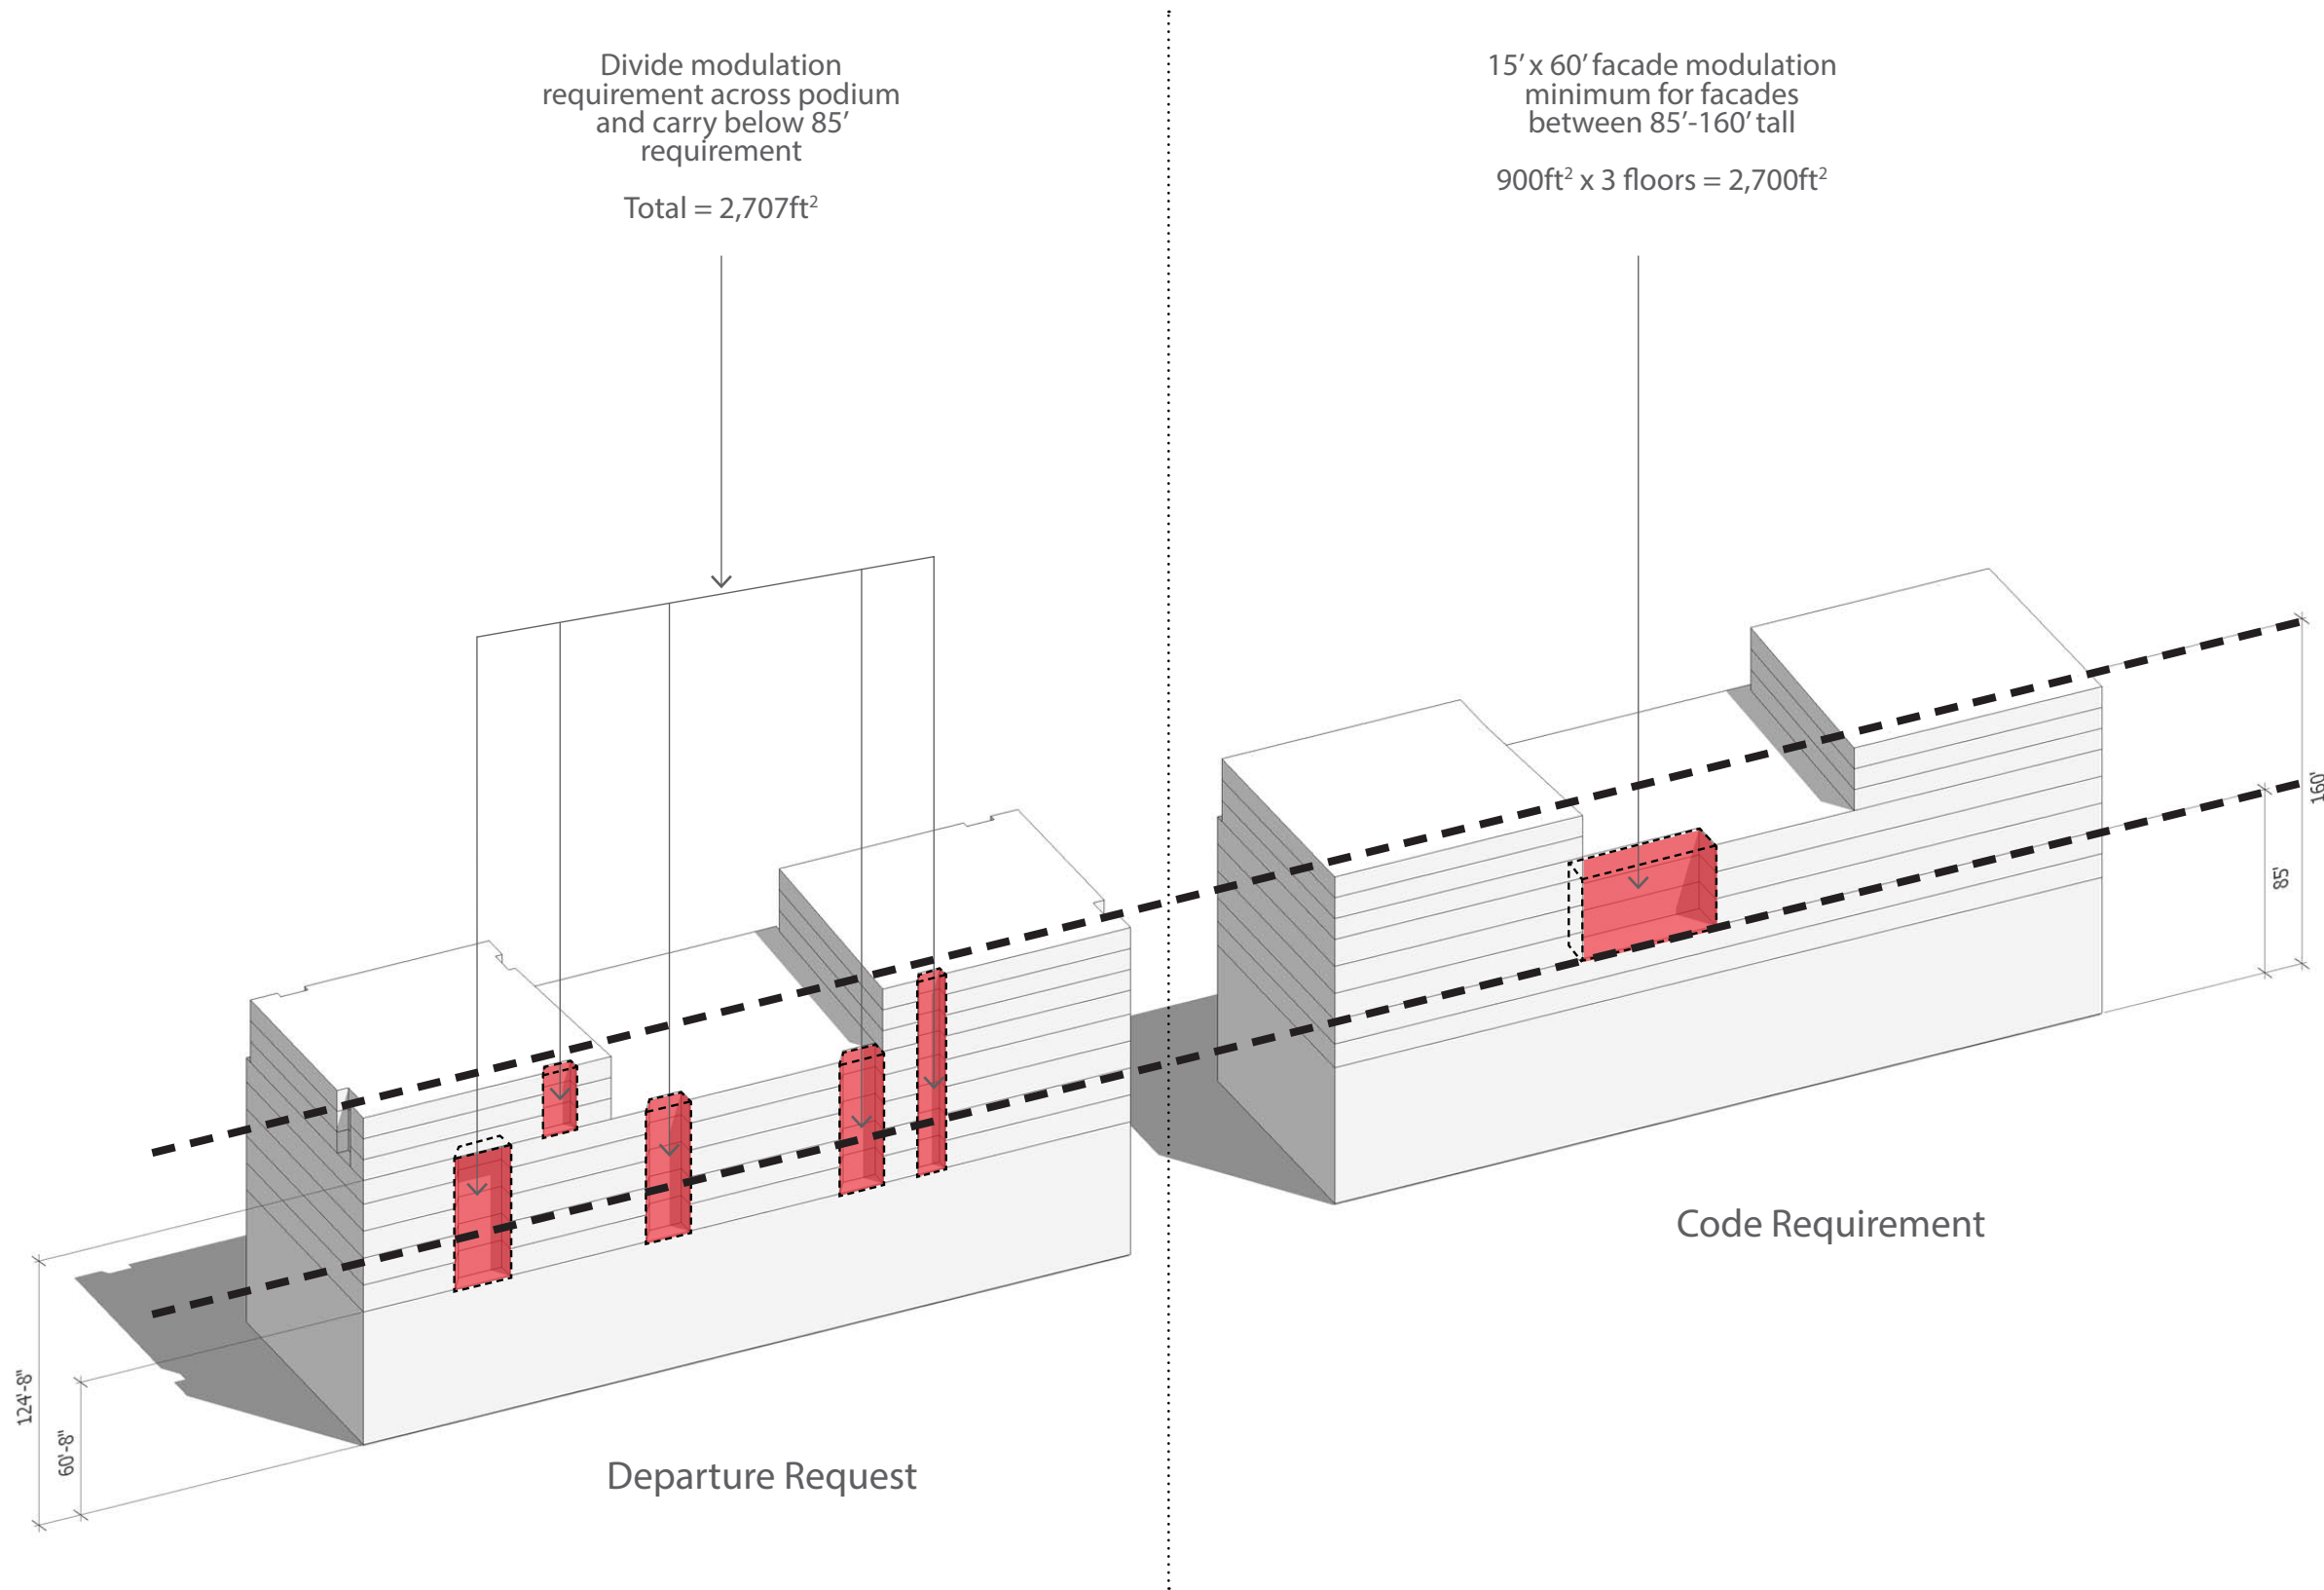 Divide modulation
requirement across podium
and carry below 85’
requirement
Total = 2,707ft²
15’ x 60’ facade modulation
minimum for facades
between 85’-160’ tall
900ft² x 3 floors = 2,700ft²
160'
85'
Code Requirement
124'-8"
60'-8"
Departure Request